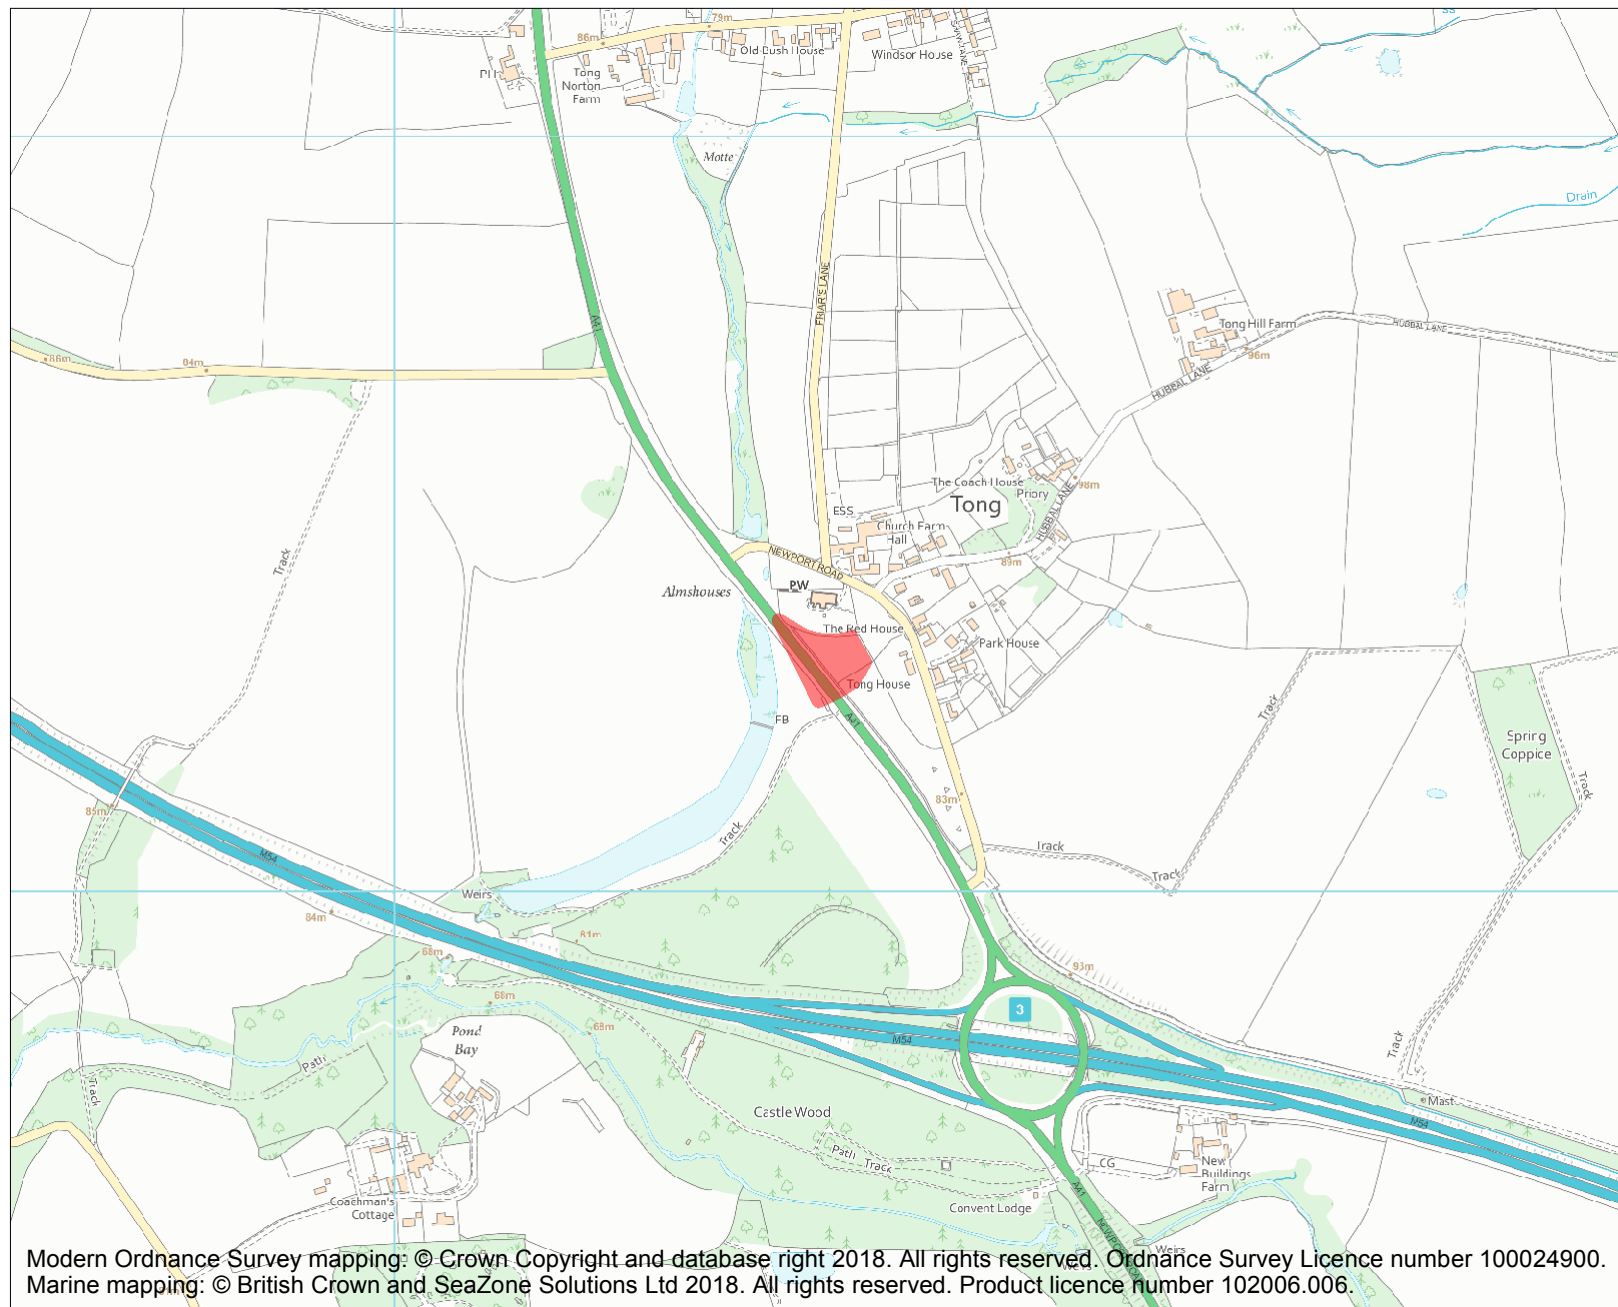 79m
86m
Old Bush House
Windsor House
SHAW LANE
PH
Tong
Norton
Farm
Motte
Drain
FRIAR'S LANE
A41
Tong Hill Farm
HUBBAL LANE
96m
86m
84m
HUBBAL LANE
The Coach House
Priory
98m
Tong
HUBBAL LANE
ESS
Church Farm
Hall
Track
NEWPORT ROAD
89m
Almshouses
PW
The Red House
Park House
Tong House
A41
FB
Track
Spring
Coppice
Track
83m
85m
Track
Track
Track
M54
Weirs
84m
81m
68m
93m
68m
3
Pond
Bay
68m
M54
Track
Path
Track
Mast
Castle Wood
M54
Path
Track
CG
New
Buildings
Farm
A41
Coachman's
Cottage
Convent Lodge
Weirs
Modern Ordnance Survey mapping: © Crown Copyright and database right 2018. All rights reserved. Ordnance Survey Licence number 100024900.
Marine mapping: © British Crown and SeaZone Solutions Ltd 2018. All rights reserved. Product licence number 102006.006.